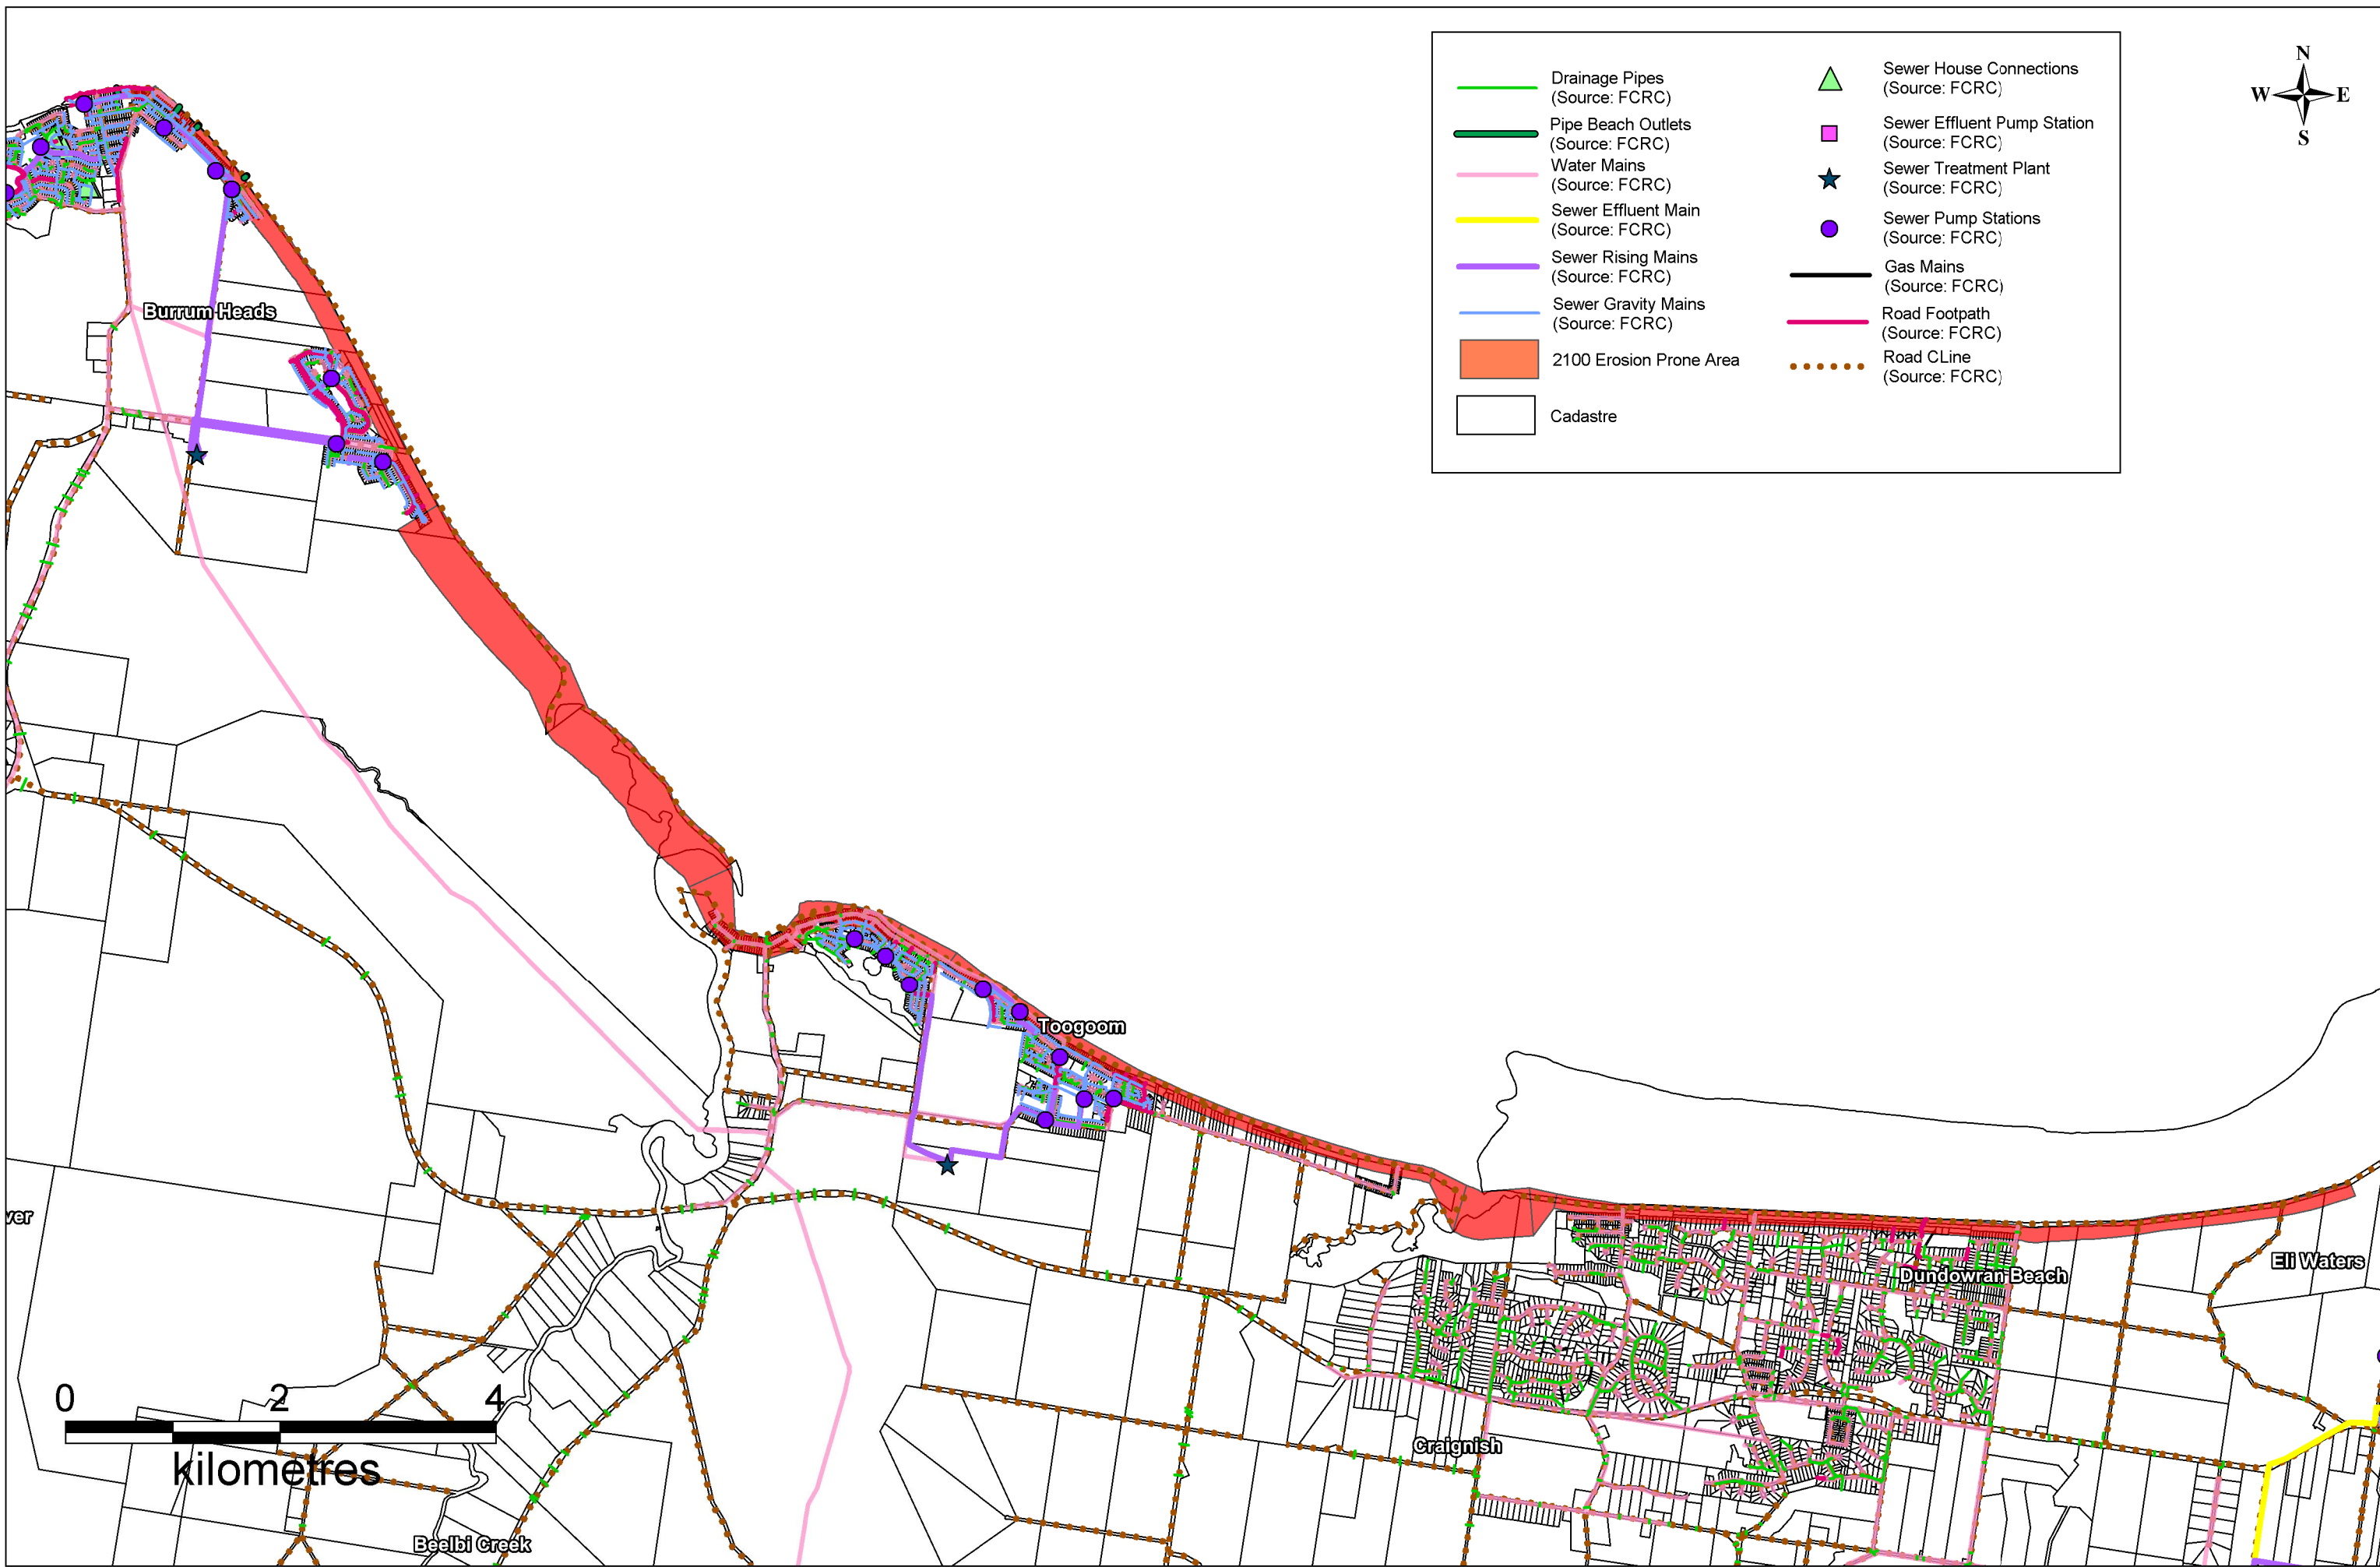 Drainage Pipes
(Source: FCRC)
Pipe Beach Outlets
(Source: FCRC)
Water Mains
(Source: FCRC)
Sewer Effluent Main
(Source: FCRC)
Sewer Rising Mains
(Source: FCRC)
Sewer Gravity Mains
(Source: FCRC)
2100 Erosion Prone Area
Cadastre
Sewer House Connections
(Source: FCRC)
Sewer Effluent Pump Station
(Source: FCRC)
Sewer Treatment Plant
(Source: FCRC)
Sewer Pump Stations
(Source: FCRC)
Gas Mains
(Source: FCRC)
Road Footpath
(Source: FCRC)
Road CLine
(Source: FCRC)
N
W E
S
Burrum Heads
Toogoom
ver
Eli Waters
Dundowran Beach
Craignish
Beelbi Creek
0 2 4
kilometres